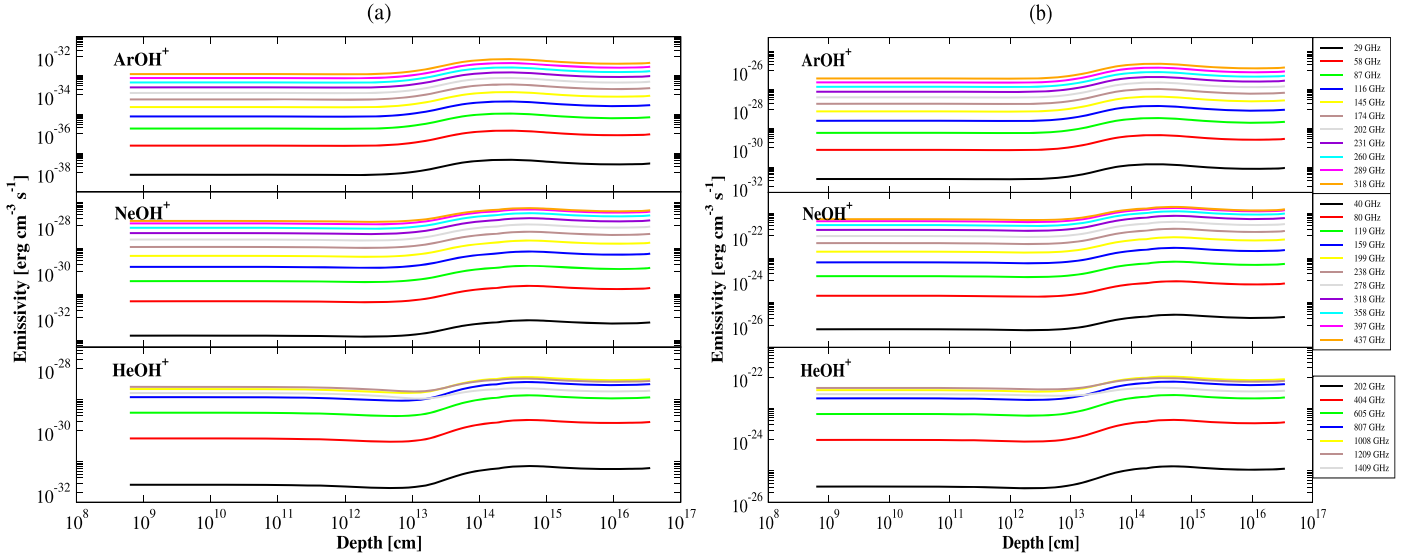 (a)
(b)
Emissivity [erg cm⁻³ s⁻¹]
ArOH⁺
10⁻³²
10⁻³⁴
10⁻³⁶
10⁻³⁸
NeOH⁺
10⁻²⁸
10⁻³⁰
10⁻³²
HeOH⁺
10⁻²⁸
10⁻³⁰
10⁻³²
10⁸ 10⁹ 10¹⁰ 10¹¹ 10¹² 10¹³ 10¹⁴ 10¹⁵ 10¹⁶ 10¹⁷
Depth [cm]
Emissivity [erg cm⁻³ s⁻¹]
ArOH⁺
10⁻²⁶
10⁻²⁸
10⁻³⁰
10⁻³²
NeOH⁺
10⁻²²
10⁻²⁴
10⁻²⁶
HeOH⁺
10⁻²²
10⁻²⁴
10⁻²⁶
10⁸ 10⁹ 10¹⁰ 10¹¹ 10¹² 10¹³ 10¹⁴ 10¹⁵ 10¹⁶ 10¹⁷
Depth [cm]
29 GHz
58 GHz
87 GHz
116 GHz
145 GHz
174 GHz
202 GHz
231 GHz
260 GHz
289 GHz
318 GHz
40 GHz
80 GHz
119 GHz
159 GHz
199 GHz
238 GHz
278 GHz
318 GHz
358 GHz
397 GHz
437 GHz
202 GHz
404 GHz
605 GHz
807 GHz
1008 GHz
1209 GHz
1409 GHz